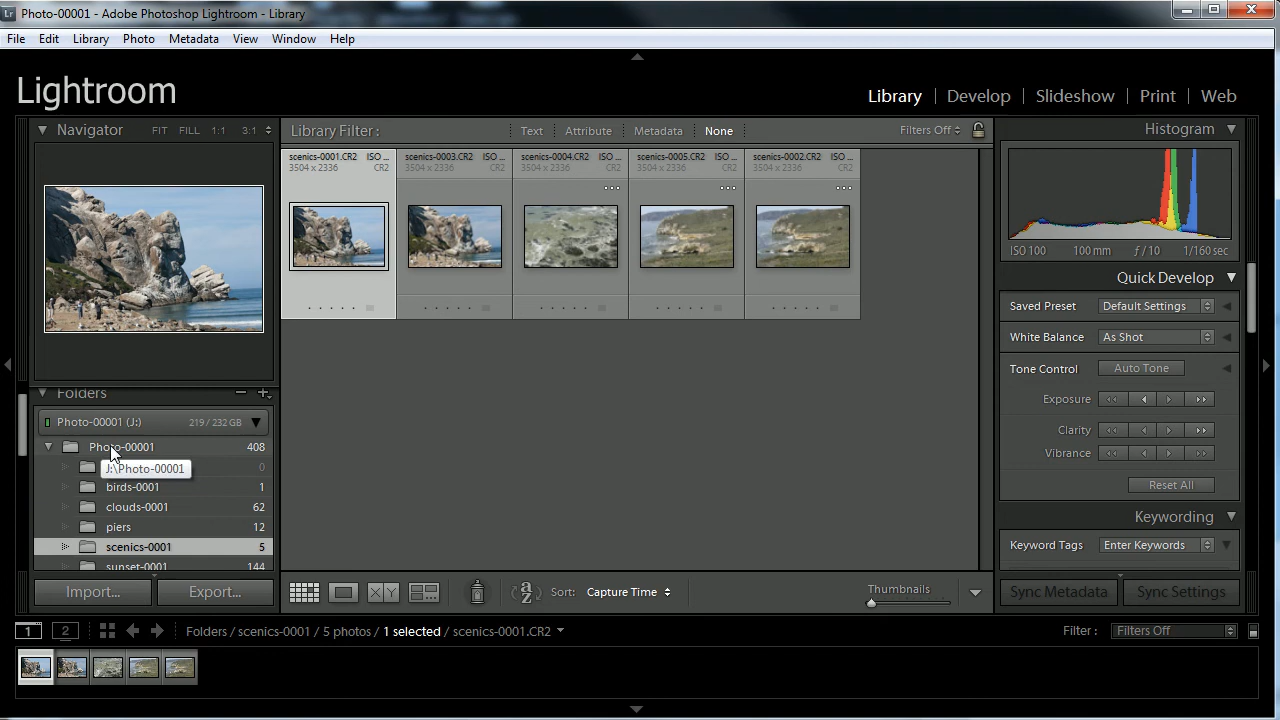 Photo-00001 - Adobe Photoshop Lightroom - Library
File Edit Library Photo Metadata View Window Help
Lightroom
Library | Develop | Slideshow | Print | Web
Navigator FIT FILL 1:1 3:1
Library Filter : Text Attribute Metadata None Filters Off
Histogram
scenics-0001.CR2 ISO ... scenics-0003.CR2 ISO ... scenics-0004.CR2 ISO ... scenics-0005.CR2 ISO ... scenics-0002.CR2 ISO ...
3504 x 2336 CR2 3504 x 2336 CR2 3504 x 2336 CR2 3504 x 2336 CR2 3504 x 2336 CR2
ISO 100 100 mm ƒ / 10 1/160 sec
Quick Develop
Saved Preset Default Settings
White Balance As Shot
Tone Control Auto Tone
Exposure
Clarity
Vibrance
Reset All
Keywording
Keyword Tags Enter Keywords
Folders
Photo-00001 (J:) 219 / 232 GB
Photo-00001 408
0
J:\Photo-00001
birds-0001 1
clouds-0001 62
piers 12
scenics-0001 5
sunset-0001 144
Import... Export...
Sort: Capture Time
Thumbnails
Sync Metadata Sync Settings
1 2 Folders / scenics-0001 / 5 photos / 1 selected / scenics-0001.CR2
Filter : Filters Off